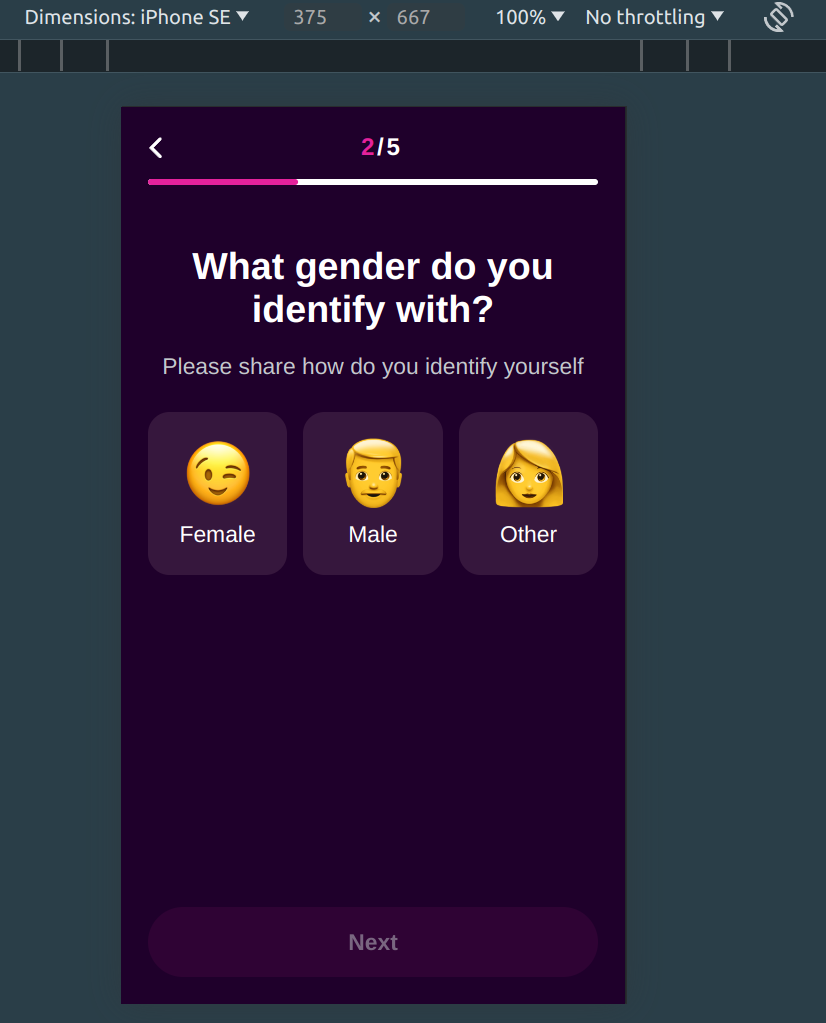 Dimensions: iPhone SE 375 × 667 100% No throttling
2/5
What gender do you
identify with?
Please share how do you identify yourself
Female Male Other
Next